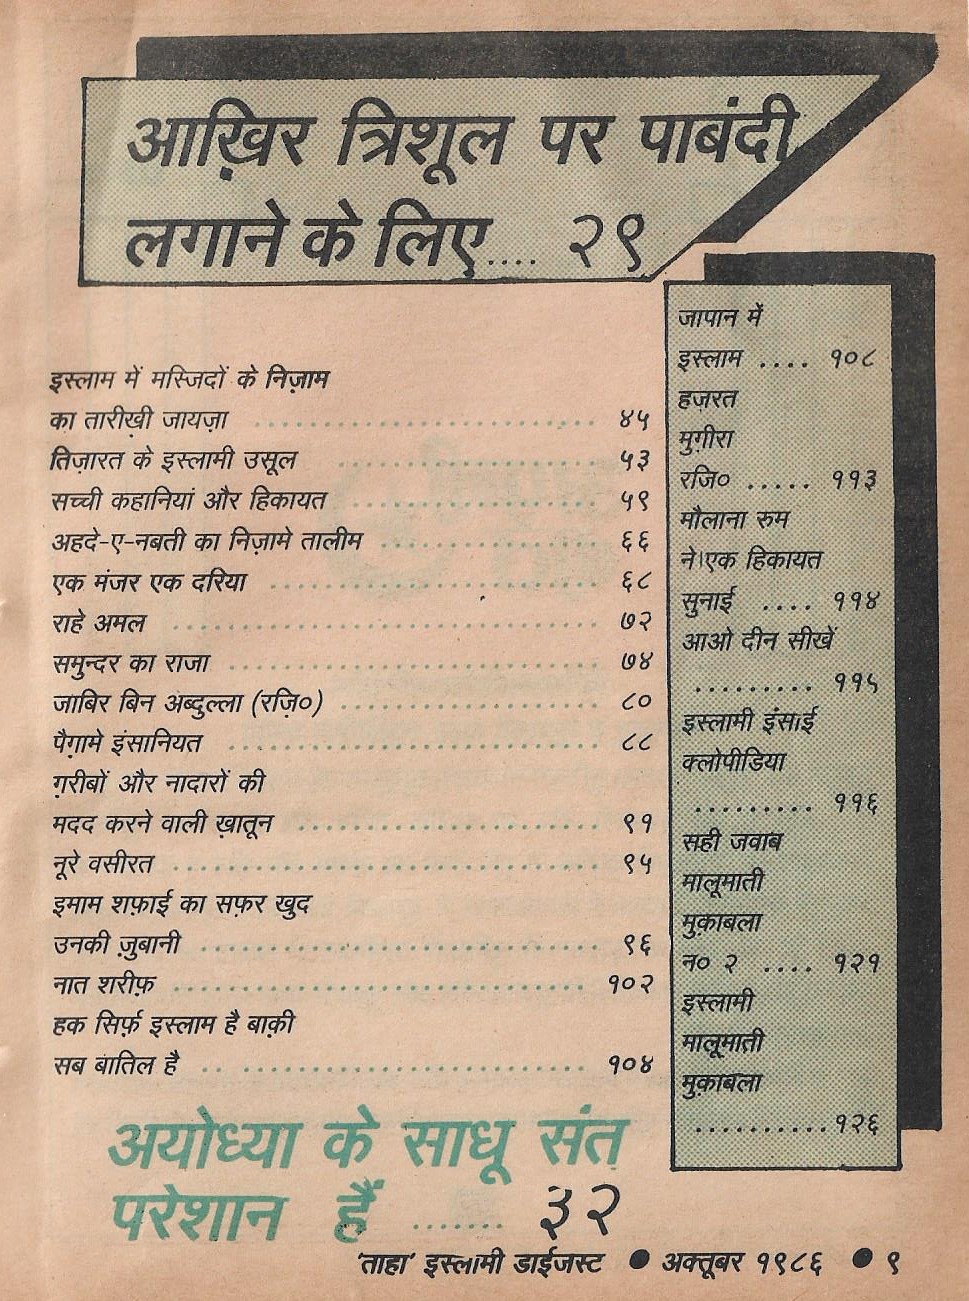 आख़िर त्रिशूल पर पाबंदी
लगाने के लिए.... २९
इस्लाम में मस्जिदों के निज़ाम
का तारीख़ी जायज़ा ........................ ४५
तिज़ारत के इस्लामी उसूल .................. ५३
सच्ची कहानियां और हिकायत ................ ५९
अहदे-ए-नबती का निज़ामे तालीम .............. ६६
एक मंजर एक दरिया ........................ ६८
राहे अमल .............................. ७२
समुन्दर का राजा .......................... ७४
जाबिर बिन अब्दुल्ला (रज़ि०) .................. ८०
पैग़ामे इंसानियत .......................... ८८
ग़रीबों और नादारों की
मदद करने वाली ख़ातून .................... ९१
नूरे वसीरत .............................. ९५
इमाम शफ़ाई का सफ़र खुद
उनकी ज़ुबानी ............................ ९६
नात शरीफ़ .............................. १०२
हक सिर्फ़ इस्लाम है बाक़ी
सब बातिल है .. .......................... १०४
अयोध्या के साधू संत
परेशान हैं ........ ३२
जापान में
इस्लाम .... १०८
हज़रत
मुग़ीरा
रजि० ..... ११३
मौलाना रुम
ने।एक हिकायत
सुनाई .... ११४
आओ दीन सीखें
......... ११५
इस्लामी इंसाई
क्लोपीडिया
......... ११६
सही जवाब
मालूमाती
मुक़ाबला
न० २ .... १२१
इस्लामी
मालूमाती
मुक़ाबला
..........१२६
'ताहा' इस्लामी डाईजस्ट ● अक्तूबर १९८६ ● ९